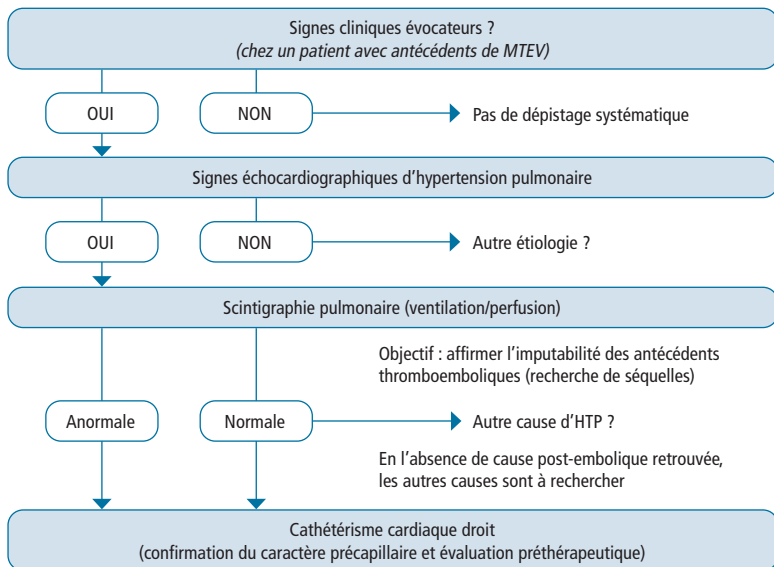 Signes cliniques évocateurs ?
(chez un patient avec antécédents de MTEV)
OUI
NON
Pas de dépistage systématique
Signes échocardiographiques d'hypertension pulmonaire
OUI
NON
Autre étiologie ?
Scintigraphie pulmonaire (ventilation/perfusion)
Objectif : affirmer l'imputabilité des antécédents
thromboemboliques (recherche de séquelles)
Anormale
Normale
Autre cause d'HTP ?
En l'absence de cause post-embolique retrouvée,
les autres causes sont à rechercher
Cathétérisme cardiaque droit
(confirmation du caractère précapillaire et évaluation préthérapeutique)